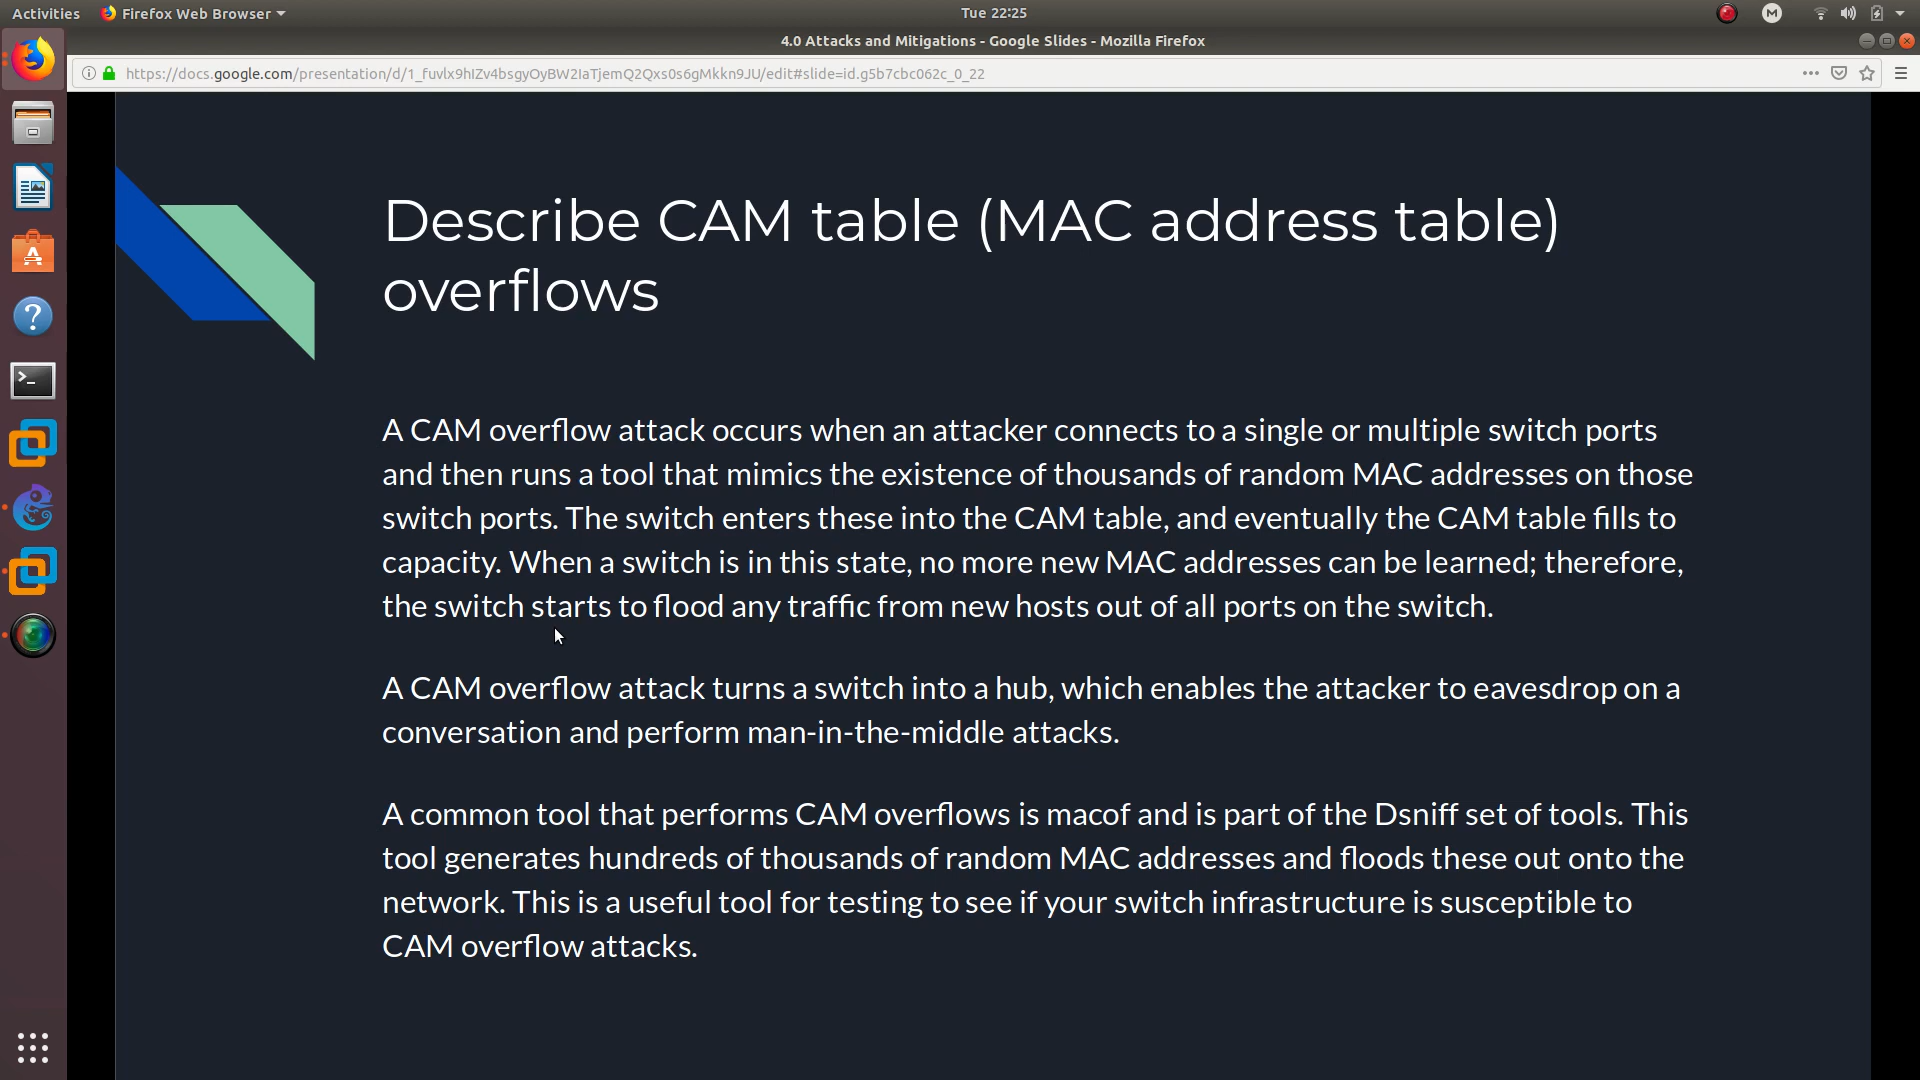 Activities Firefox Web Browser Tue 22:25 M
4.0 Attacks and Mitigations - Google Slides - Mozilla Firefox
https://docs.google.com/presentation/d/1_fuvlx9hIZv4bsgyOyBW2IaTjemQ2Qxs0s6gMkkn9JU/edit#slide=id.g5b7cbc062c_0_22
Describe CAM table (MAC address table)
overflows
A CAM overflow attack occurs when an attacker connects to a single or multiple switch ports
and then runs a tool that mimics the existence of thousands of random MAC addresses on those
switch ports. The switch enters these into the CAM table, and eventually the CAM table fills to
capacity. When a switch is in this state, no more new MAC addresses can be learned; therefore,
the switch starts to flood any traffic from new hosts out of all ports on the switch.
A CAM overflow attack turns a switch into a hub, which enables the attacker to eavesdrop on a
conversation and perform man-in-the-middle attacks.
A common tool that performs CAM overflows is macof and is part of the Dsniff set of tools. This
tool generates hundreds of thousands of random MAC addresses and floods these out onto the
network. This is a useful tool for testing to see if your switch infrastructure is susceptible to
CAM overflow attacks.